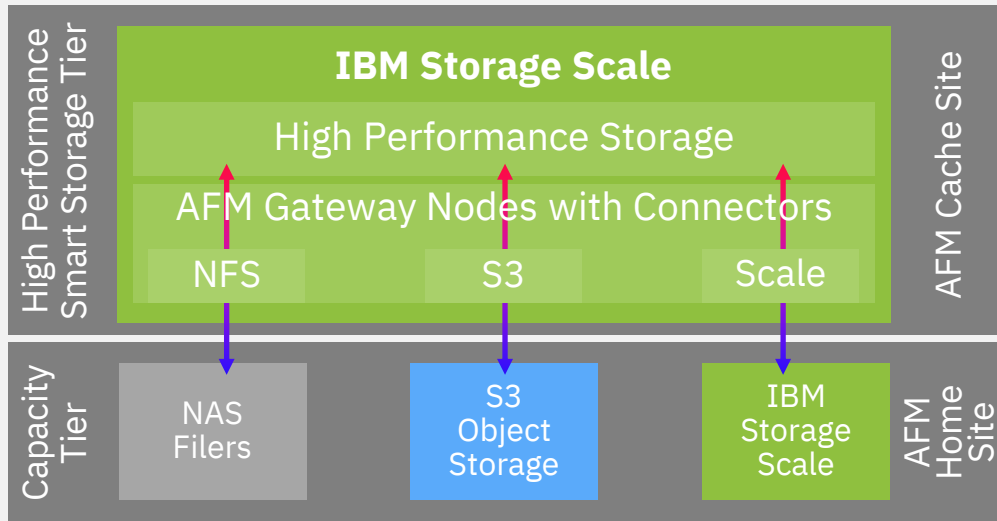 High Performance
Smart Storage Tier
IBM Storage Scale
High Performance Storage
AFM Gateway Nodes with Connectors
NFS
S3
Scale
AFM Cache Site
Capacity
Tier
NAS
Filers
S3
Object
Storage
IBM
Storage
Scale
AFM
Home
Site